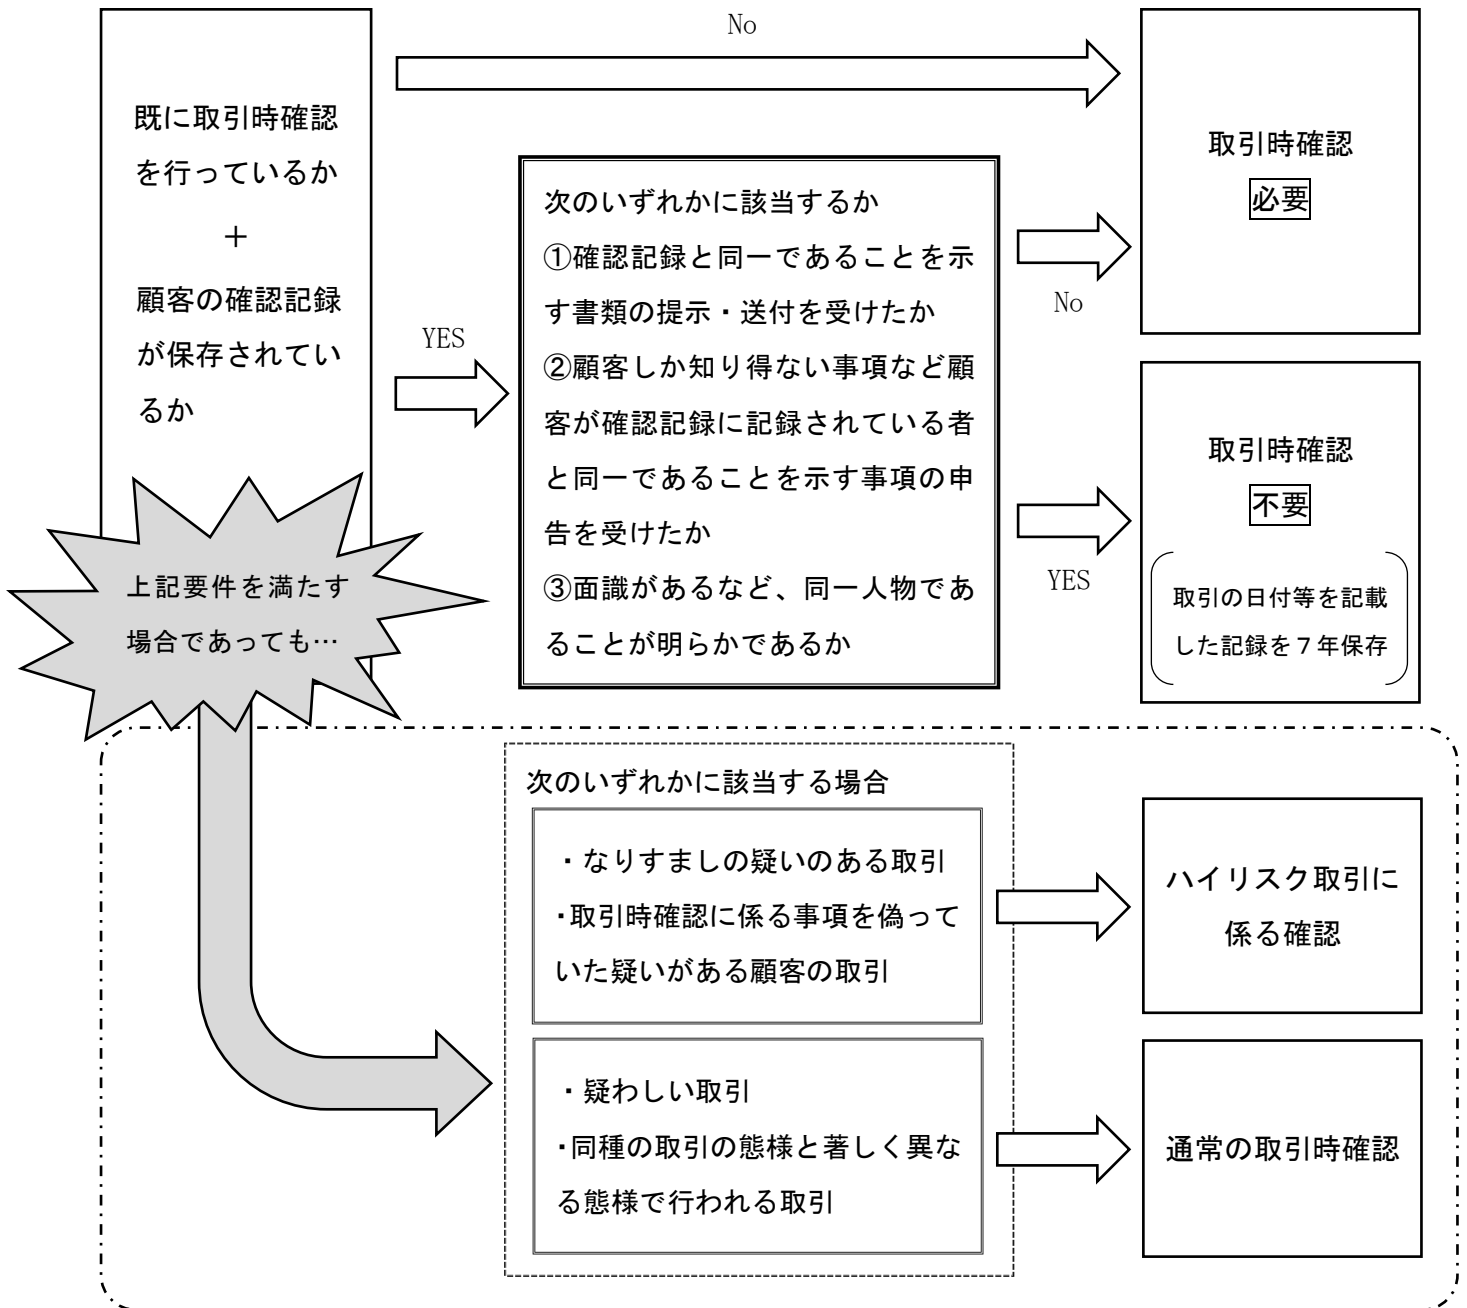 No
既に取引時確認
を行っているか
+
顧客の確認記録
が保存されてい
るか
YES
次のいずれかに該当するか
①確認記録と同一であることを示
す書類の提示・送付を受けたか
②顧客しか知り得ない事項など顧
客が確認記録に記録されている者
と同一であることを示す事項の申
告を受けたか
③面識があるなど、同一人物であ
ることが明らかであるか
No
取引時確認
必要
YES
取引時確認
不要
取引の日付等を記載
した記録を7年保存
上記要件を満たす
場合であっても…
次のいずれかに該当する場合
・なりすましの疑いのある取引
・取引時確認に係る事項を偽って
いた疑いがある顧客の取引
ハイリスク取引に
係る確認
・疑わしい取引
・同種の取引の態様と著しく異な
る態様で行われる取引
通常の取引時確認